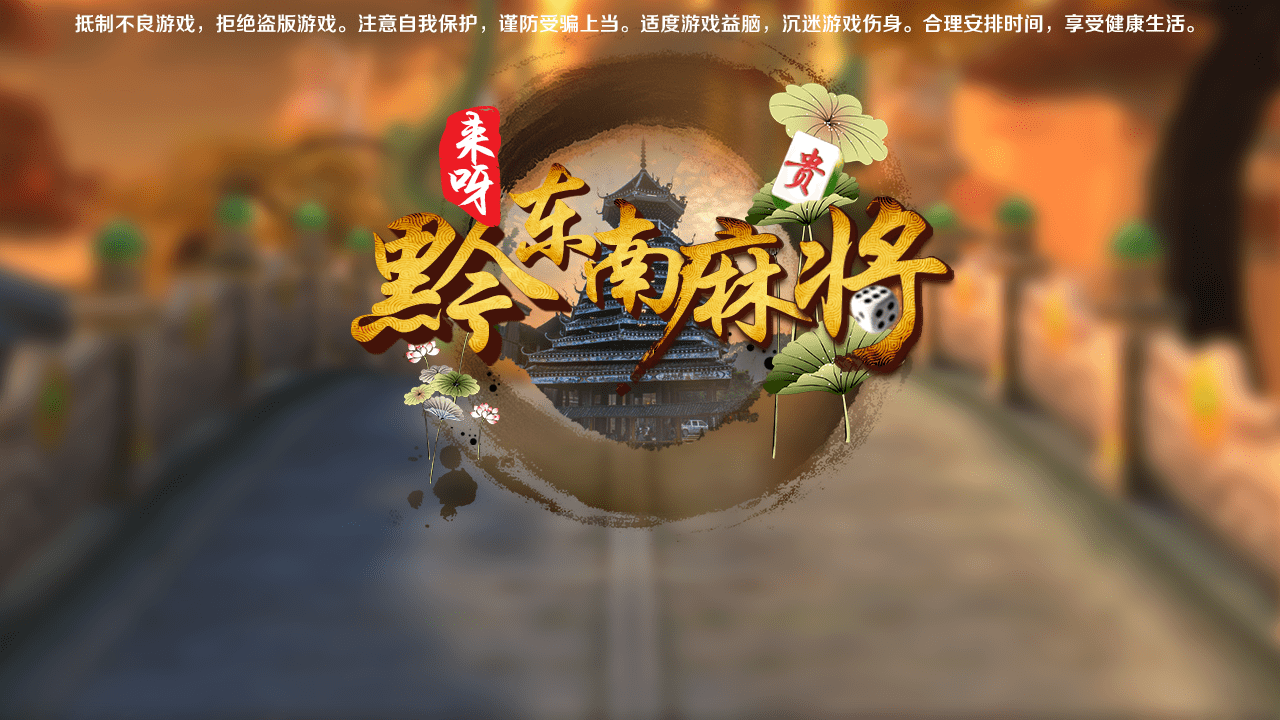 抵制不良游戏，拒绝盗版游戏。注意自我保护，谨防受骗上当。适度游戏益脑，沉迷游戏伤身。合理安排时间，享受健康生活。
来呀
贵
黔东南麻将